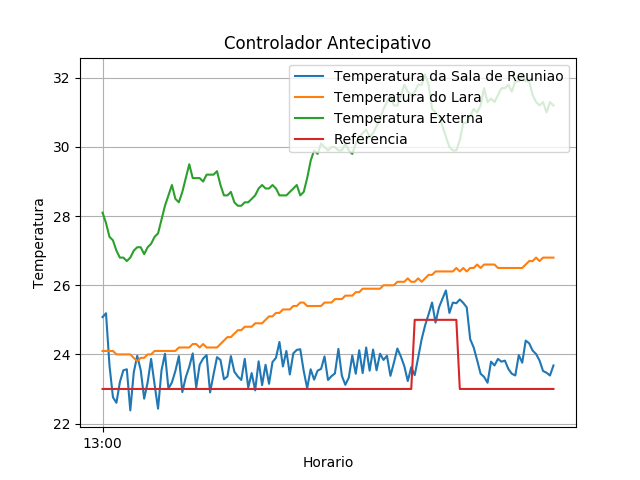 Controlador Antecipativo
Temperatura da Sala de Reuniao
Temperatura do Lara
Temperatura Externa
Referencia
Temperatura
32
30
28
26
24
22
13:00
Horario